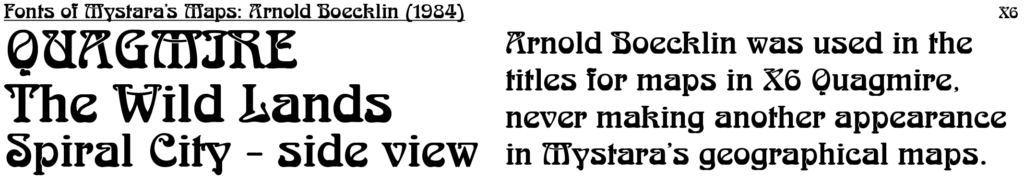 Fonts of Mystara's Maps: Arnold Boecklin (1984)
X6
QUAGMIRE
The Wild Lands
Spiral City - side view
Arnold Boecklin was used in the
titles for maps in X6 Quagmire,
never making another appearance
in Mystara's geographical maps.